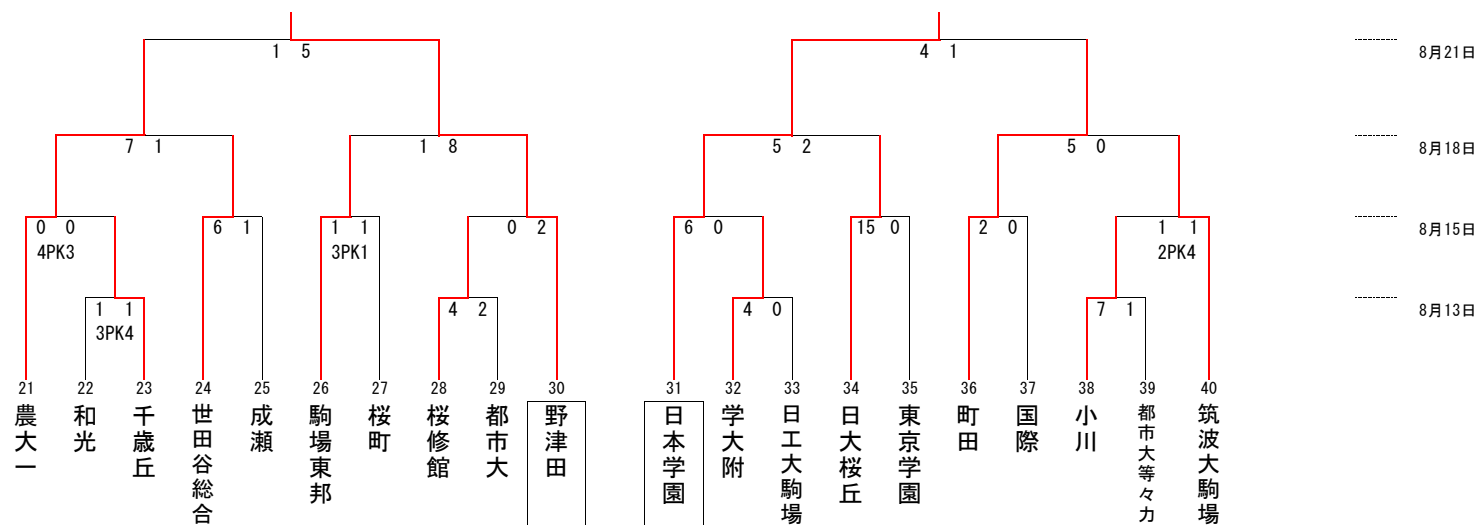 1 5
4 1
8月21日
7 1
1 8
5 2
5 0
8月18日
0 0
6 1
1 1
0 2
6 0
15 0
2 0
1 1
8月15日
4PK3
3PK1
2PK4
1 1
4 2
4 0
7 1
8月13日
3PK4
21 22 23 24 25 26 27 28 29 30 31 32 33 34 35 36 37 38 39 40
農大一
和光
千歳丘
世田谷総合
成瀬
駒場東邦
桜町
桜修館
都市大
野津田
日本学園
学大附
日工大駒場
日大桜丘
東京学園
町田
国際
小川
都市大等々力
筑波大駒場